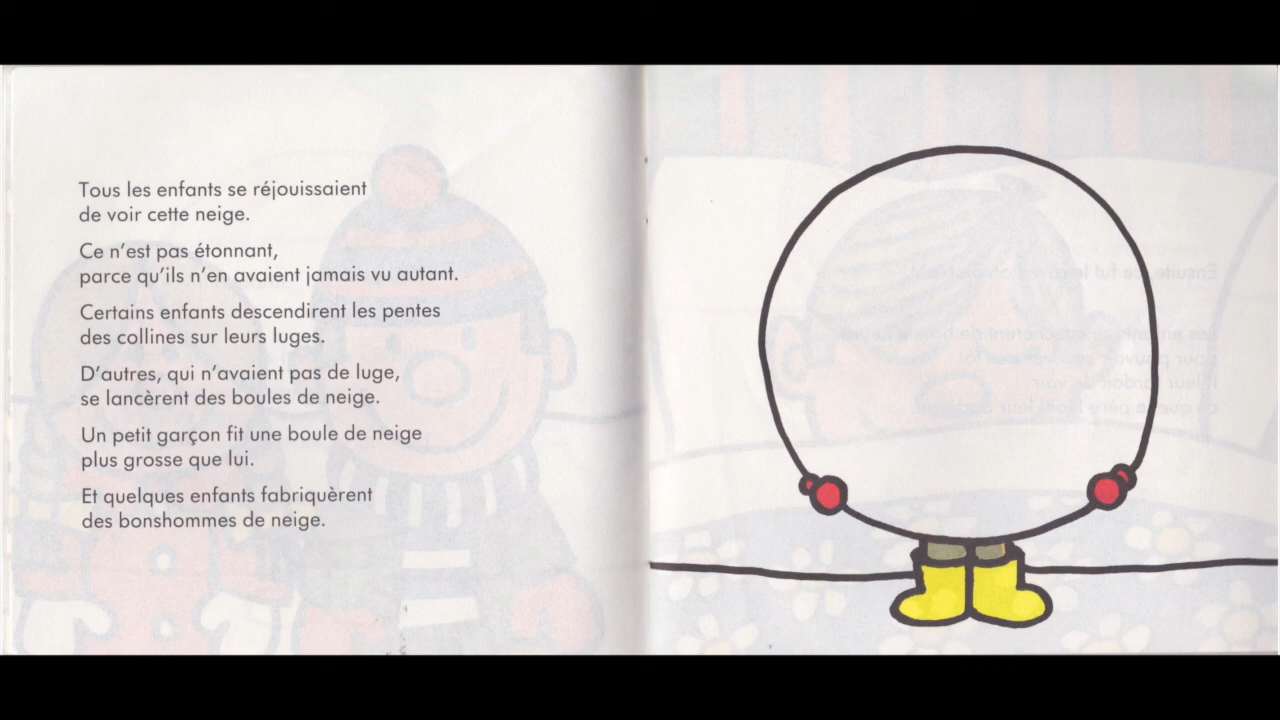 Tous les enfants se réjouissaient
de voir cette neige.
Ce n'est pas étonnant,
parce qu'ils n'en avaient jamais vu autant.
Certains enfants descendirent les pentes
des collines sur leurs luges.
D'autres, qui n'avaient pas de luge,
se lancèrent des boules de neige.
Un petit garçon fit une boule de neige
plus grosse que lui.
Et quelques enfants fabriquèrent
des bonshommes de neige.